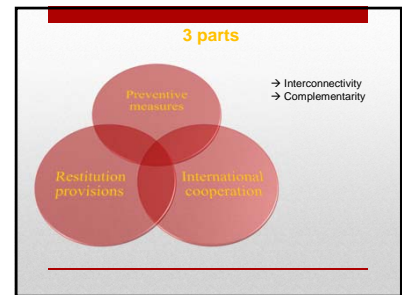 3 parts
Preventive
measures
→ Interconnectivity
→ Complementarity
Restitution
provisions
International
cooperation